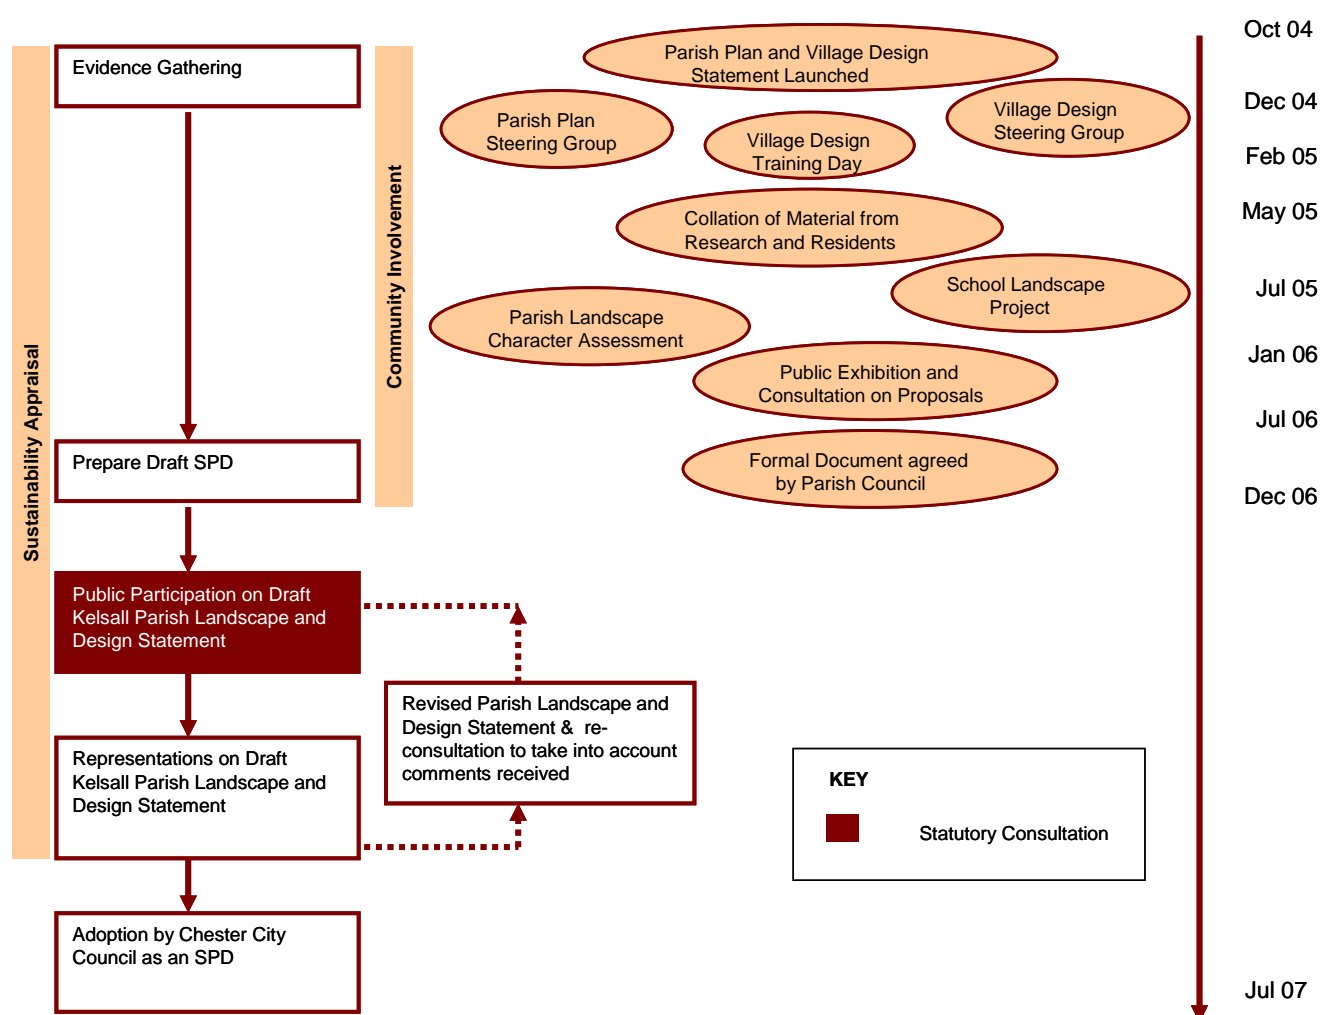 Evidence Gathering
Prepare Draft SPD
Public Participation on Draft
Kelsall Parish Landscape and
Design Statement
Representations on Draft
Kelsall Parish Landscape and
Design Statement
Adoption by Chester City
Council as an SPD
Sustainability Appraisal
Community Involvement
Revised Parish Landscape and
Design Statement & re-
consultation to take into account
comments received
Parish Plan and Village Design
Statement Launched
Parish Plan
Steering Group
Village Design
Training Day
Village Design
Steering Group
Collation of Material from
Research and Residents
School Landscape
Project
Parish Landscape
Character Assessment
Public Exhibition and
Consultation on Proposals
Formal Document agreed
by Parish Council
KEY
Statutory Consultation
Oct 04
Dec 04
Feb 05
May 05
Jul 05
Jan 06
Jul 06
Dec 06
Jul 07